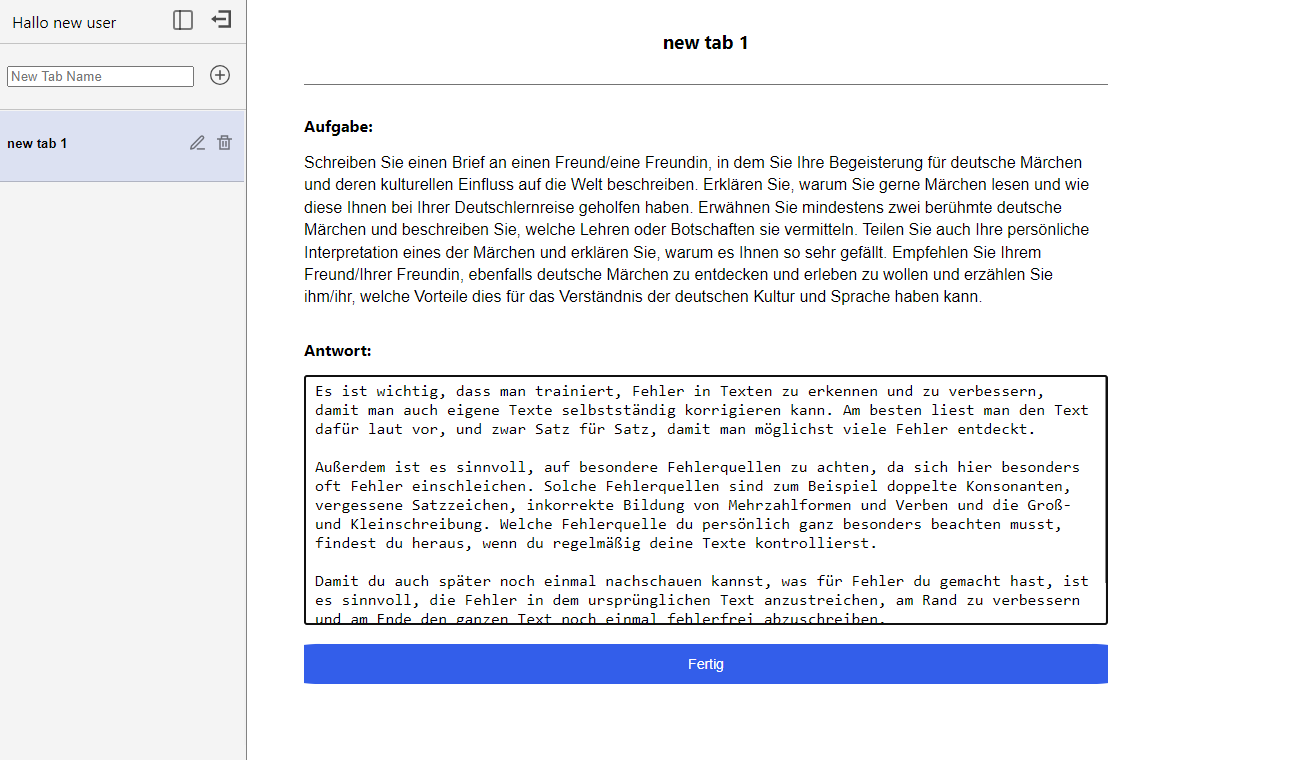 Hallo new user
New Tab Name
new tab 1
new tab 1
Aufgabe:
Schreiben Sie einen Brief an einen Freund/eine Freundin, in dem Sie Ihre Begeisterung für deutsche Märchen
und deren kulturellen Einfluss auf die Welt beschreiben. Erklären Sie, warum Sie gerne Märchen lesen und wie
diese Ihnen bei Ihrer Deutschlernreise geholfen haben. Erwähnen Sie mindestens zwei berühmte deutsche
Märchen und beschreiben Sie, welche Lehren oder Botschaften sie vermitteln. Teilen Sie auch Ihre persönliche
Interpretation eines der Märchen und erklären Sie, warum es Ihnen so sehr gefällt. Empfehlen Sie Ihrem
Freund/Ihrer Freundin, ebenfalls deutsche Märchen zu entdecken und erleben zu wollen und erzählen Sie
ihm/ihr, welche Vorteile dies für das Verständnis der deutschen Kultur und Sprache haben kann.
Antwort:
Es ist wichtig, dass man trainiert, Fehler in Texten zu erkennen und zu verbessern,
damit man auch eigene Texte selbstständig korrigieren kann. Am besten liest man den Text
dafür laut vor, und zwar Satz für Satz, damit man möglichst viele Fehler entdeckt.
Außerdem ist es sinnvoll, auf besondere Fehlerquellen zu achten, da sich hier besonders
oft Fehler einschleichen. Solche Fehlerquellen sind zum Beispiel doppelte Konsonanten,
vergessene Satzzeichen, inkorrekte Bildung von Mehrzahlformen und Verben und die Groß-
und Kleinschreibung. Welche Fehlerquelle du persönlich ganz besonders beachten musst,
findest du heraus, wenn du regelmäßig deine Texte kontrollierst.
Damit du auch später noch einmal nachschauen kannst, was für Fehler du gemacht hast, ist
es sinnvoll, die Fehler in dem ursprünglichen Text anzustreichen, am Rand zu verbessern
und am Ende den ganzen Text noch einmal fehlerfrei abzuschreiben.
Fertig